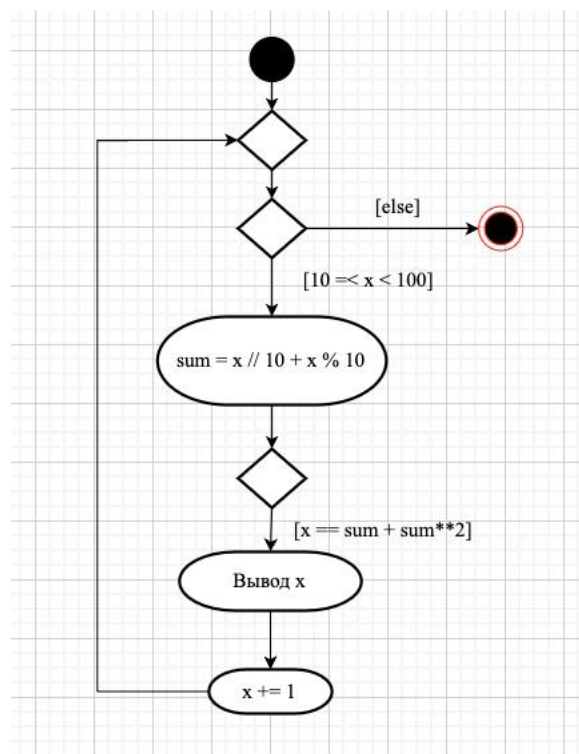 [else]
[10 =< x < 100]
sum = x // 10 + x % 10
[x == sum + sum**2]
Вывод x
x += 1